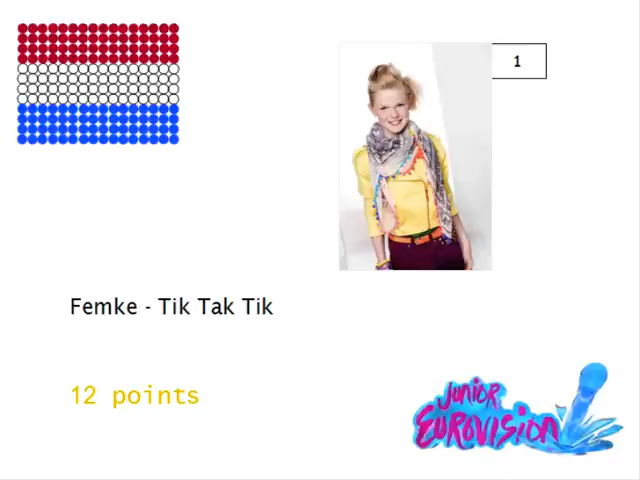 1
Femke - Tik Tak Tik
12 points
JUNIOR
EUROVISION